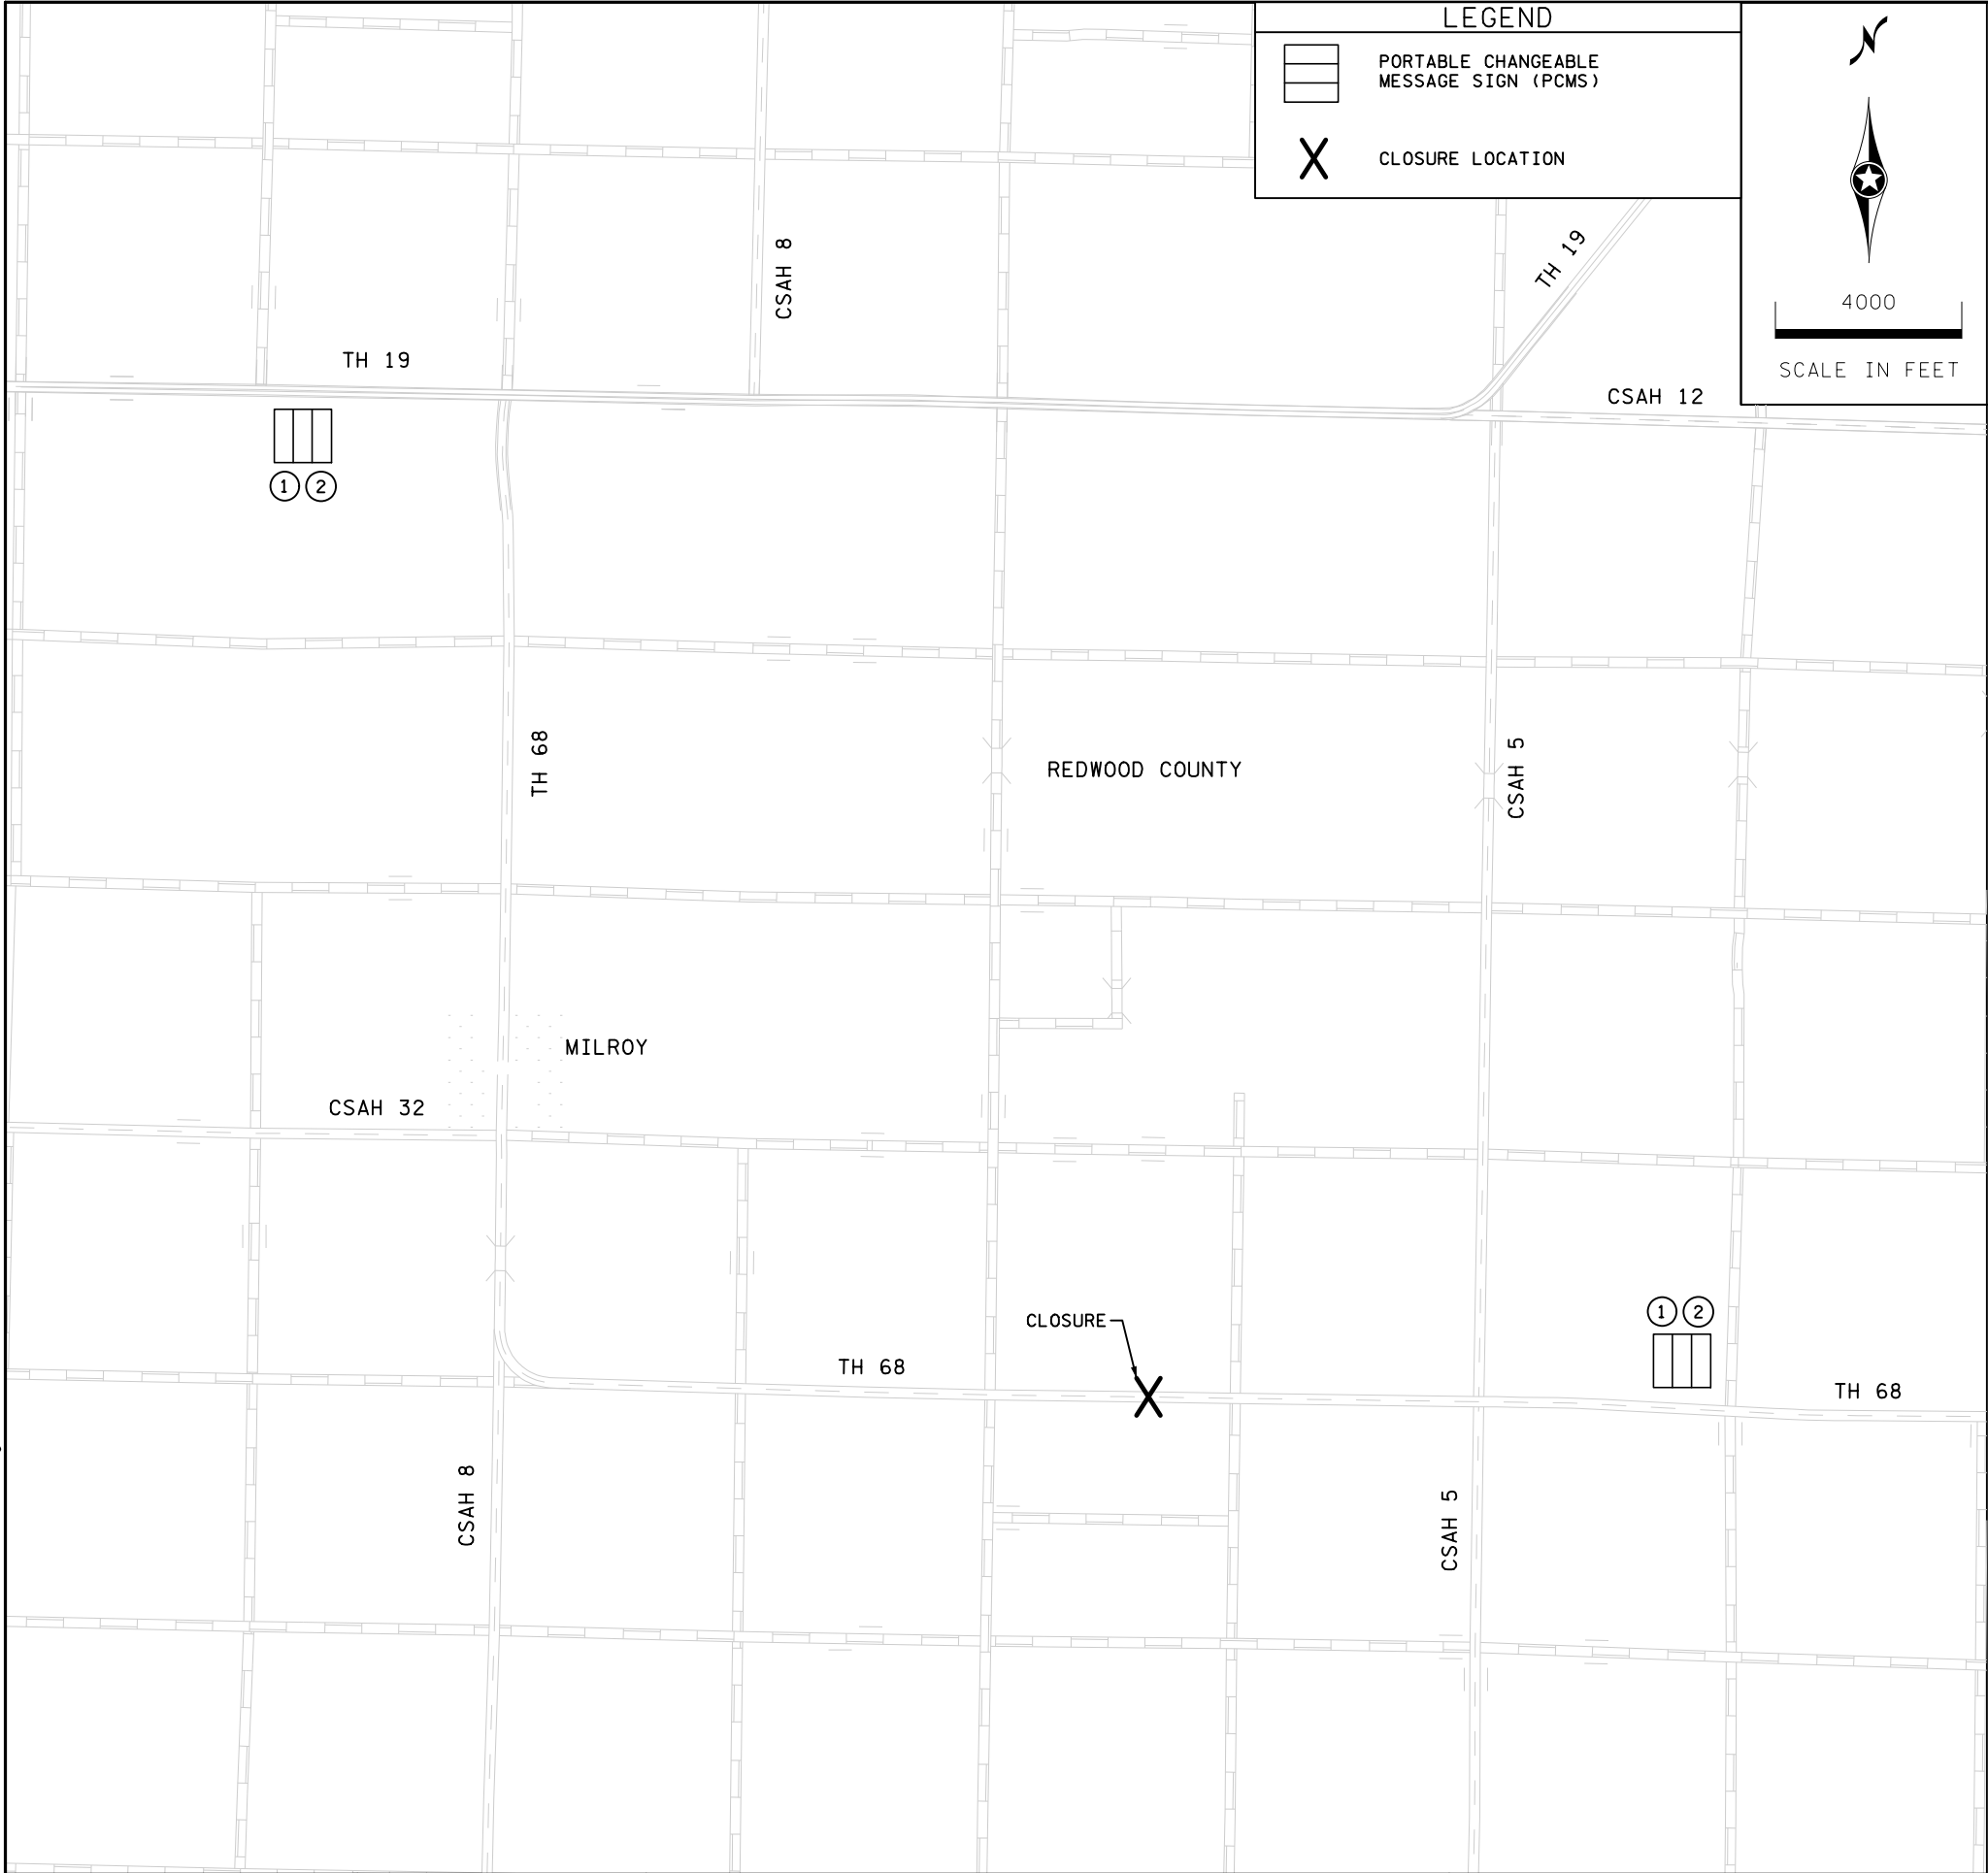 LEGEND
PORTABLE CHANGEABLE
MESSAGE SIGN (PCMS)
CLOSURE LOCATION
N
4000
SCALE IN FEET
CSAH 8
TH 19
TH 19
CSAH 12
1 2
TH 68
REDWOOD COUNTY
CSAH 5
MILROY
CSAH 32
1 2
CLOSURE
TH 68
TH 68
CSAH 8
CSAH 5